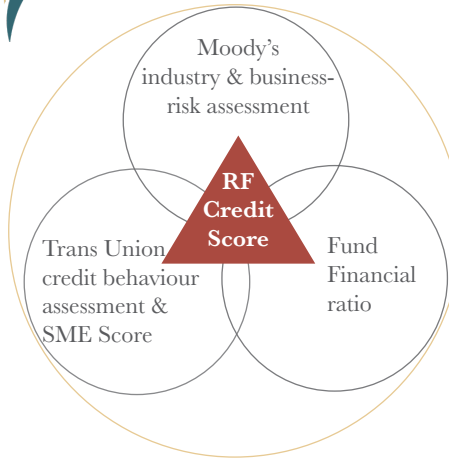 Moody's
industry & business-
risk assessment
RF
Credit
Score
Trans Union
credit behaviour
assessment &
SME Score
Fund
Financial
ratio